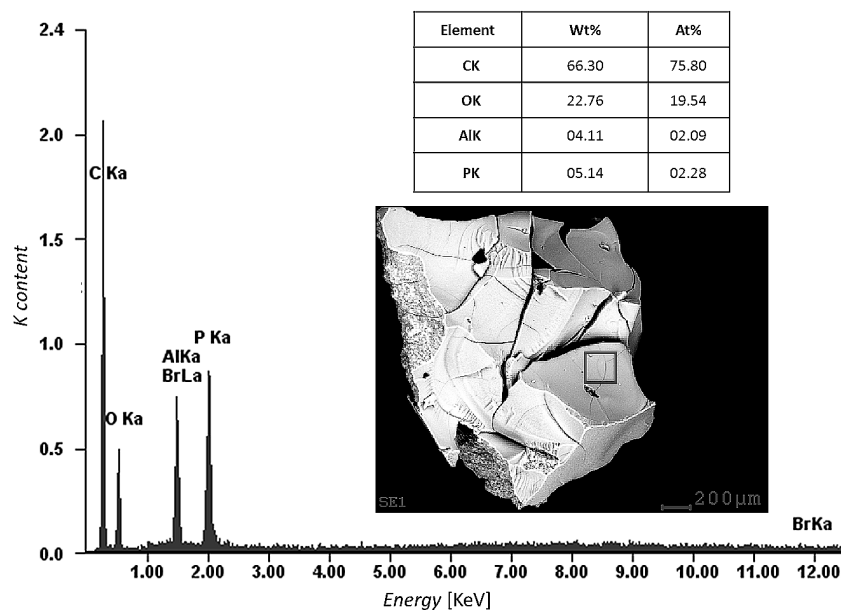 Element Wt% At%
CK 66.30 75.80
OK 22.76 19.54
AlK 04.11 02.09
PK 05.14 02.28
K content
2.4
2.0
1.5
1.0
0.5
0.0
C Ka
O Ka
AlKa
BrLa
P Ka
BrKa
SE1
200µm
1.00 2.00 3.00 4.00 5.00 6.00 7.00 8.00 9.00 10.00 11.00 12.00
Energy [KeV]